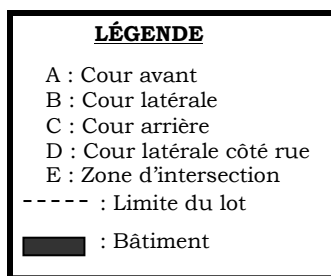 LÉGENDE
A : Cour avant
B : Cour latérale
C : Cour arrière
D : Cour latérale côté rue
E : Zone d'intersection
: Limite du lot
: Bâtiment